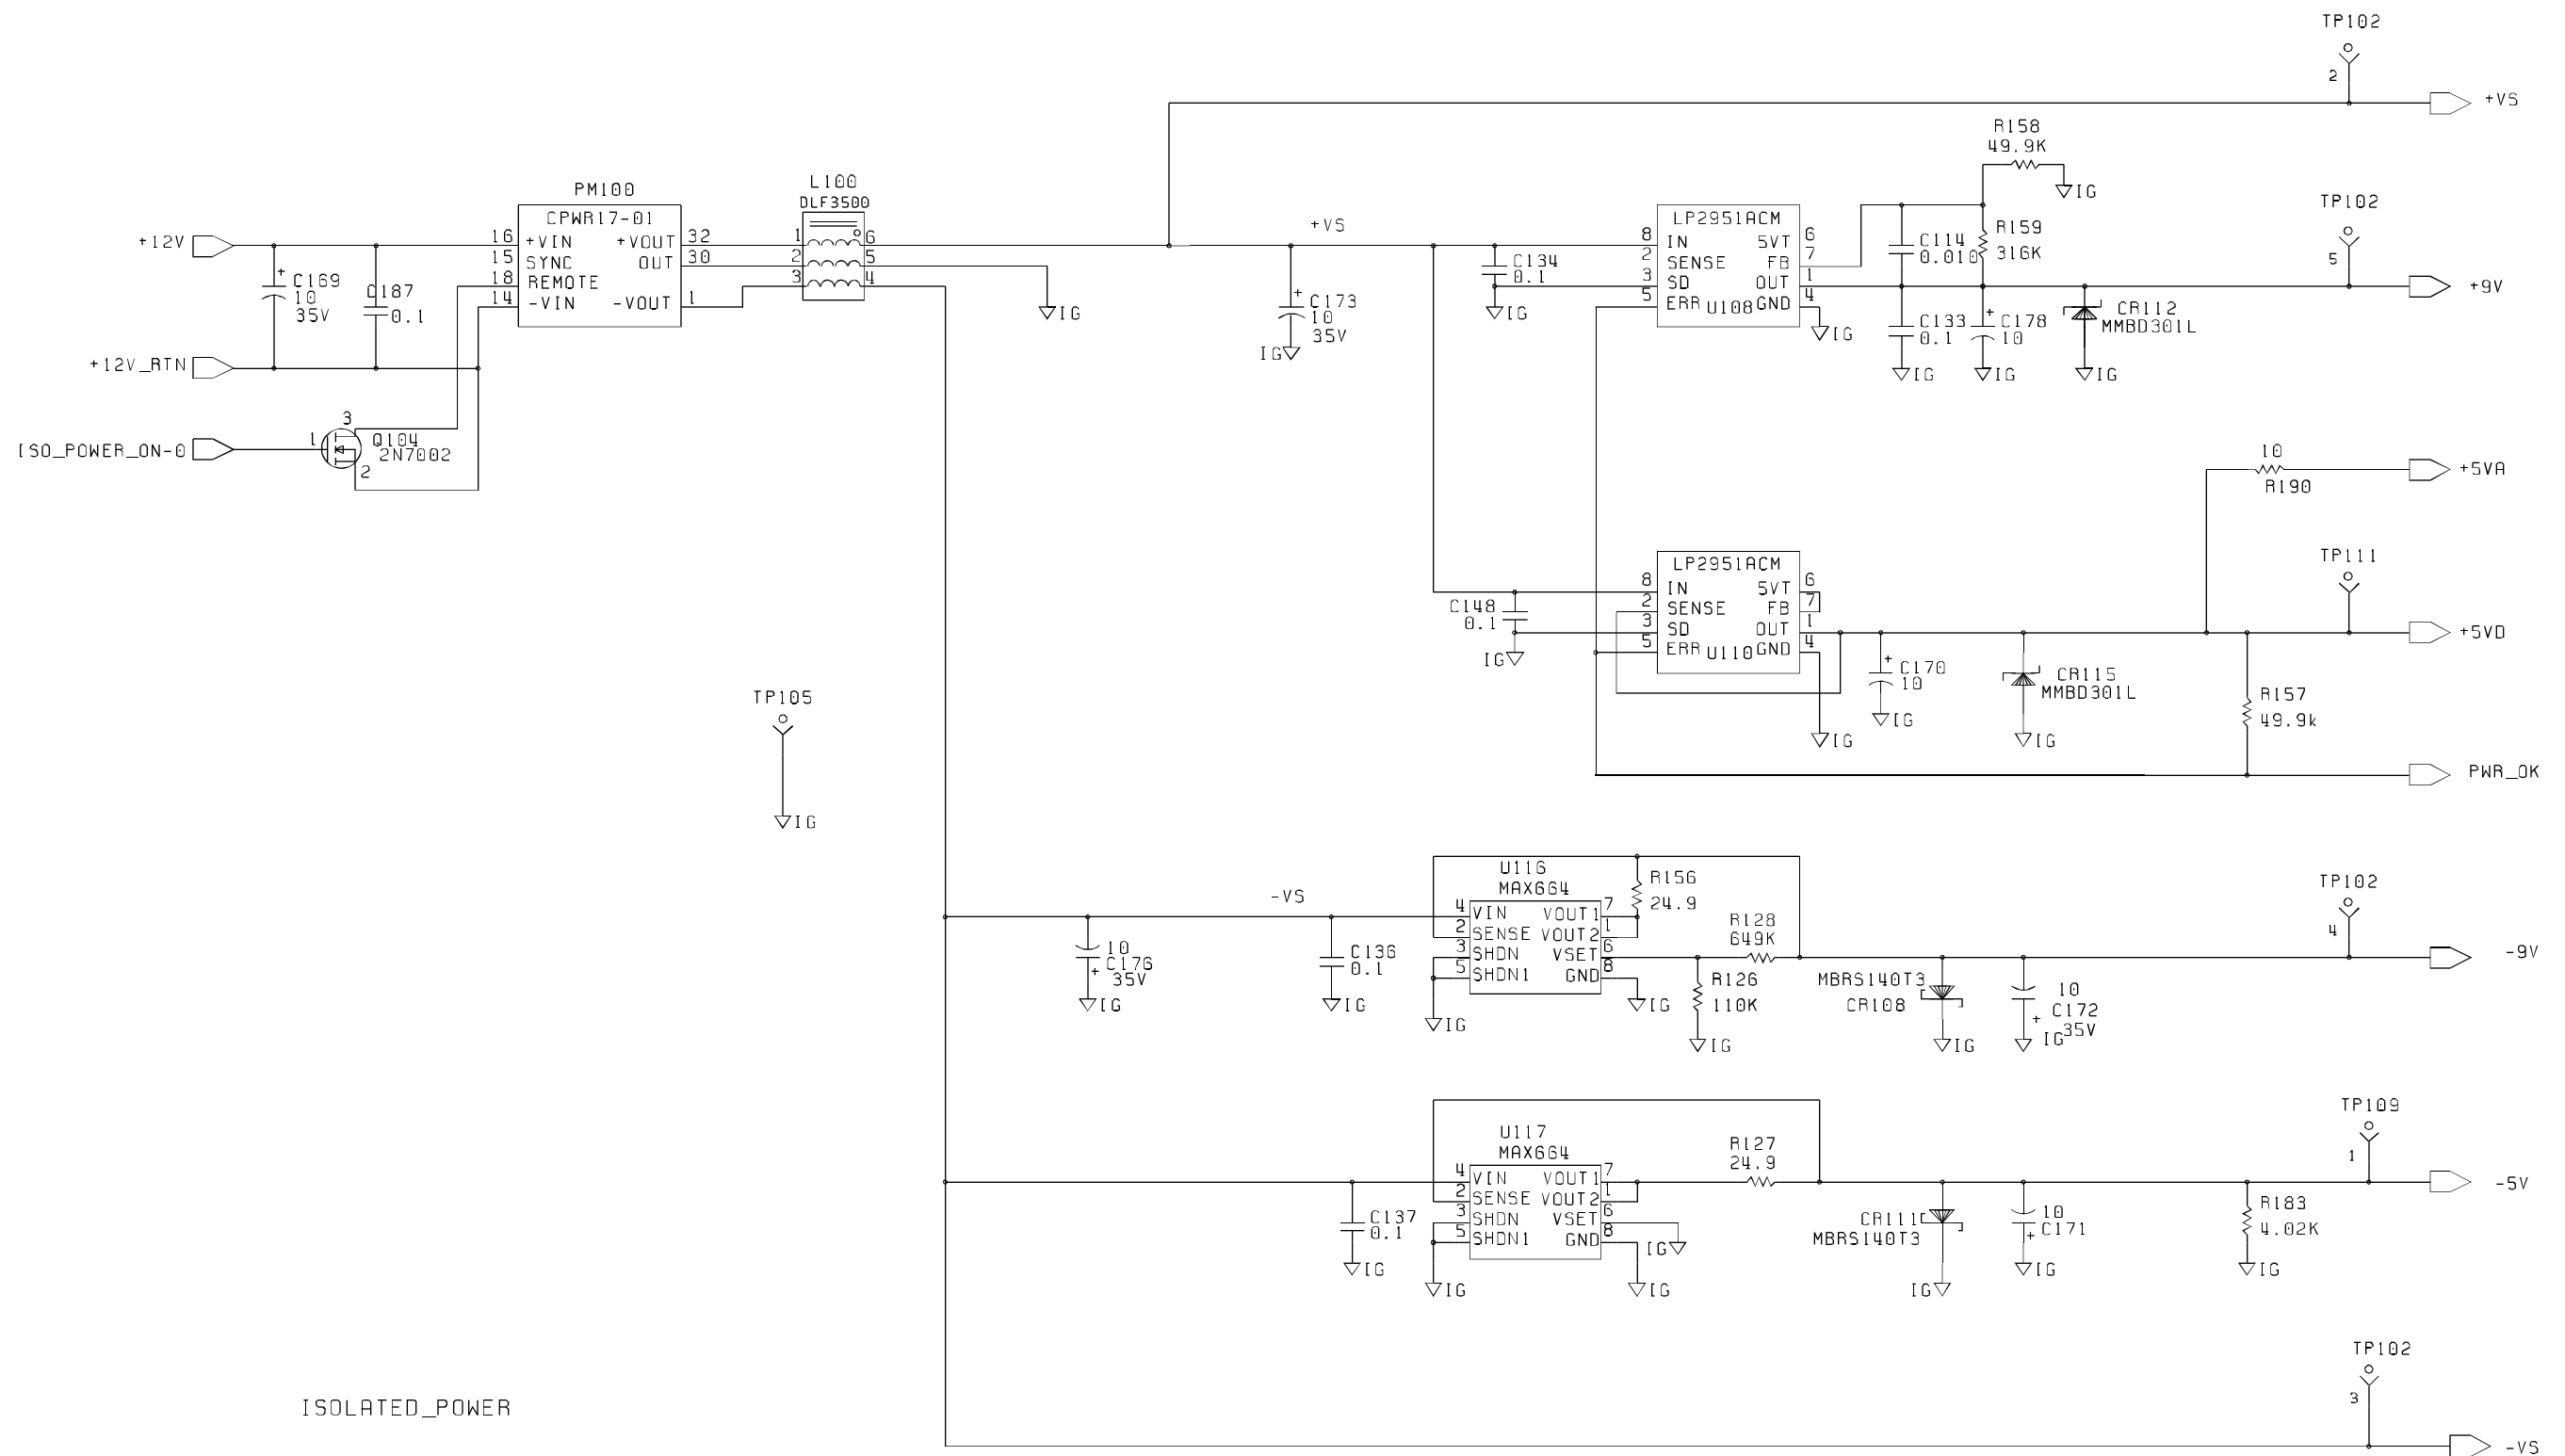 TP102
2
+VS
R158
49.9K
IG
PM100
CPWR17-01
16 +VIN +VOUT 32
15 SYNC OUT 30
18 REMOTE
14 -VIN -VOUT 1
L100
DLF3500
1 6
2 5
3 4
IG
+12V
C169
10
35V
+
C187
0.1
+12V_RTN
ISO_POWER_ON-0
1
3
2
Q104
2N7002
+VS
+
C173
10
35V
IG
C134
0.1
IG
LP2951ACM
8 IN 5VT 6
2 SENSE FB 7
3 SD OUT 1
5 ERR U108 GND 4
IG
C114
0.010
R159
316K
C133
0.1
IG
+
C178
10
IG
CR112
MMBD301L
IG
TP102
5
+9V
10
R190
+5VA
C148
0.1
IG
LP2951ACM
8 IN 5VT 6
2 SENSE FB 7
3 SD OUT 1
5 ERR U110 GND 4
IG
+
C170
10
IG
CR115
MMBD301L
IG
TP111
+5VD
R157
49.9k
PWR_OK
TP105
IG
-VS
10
C176
+
35V
IG
C136
0.1
IG
U116
MAX664
4 VIN VOUT1 7
2 SENSE VOUT2 1
3 SHDN VSET 6
5 SHDN1 GND 8
IG
IG
R156
24.9
R128
649K
R126
110K
IG
MBRS140T3
CR108
IG
10
C172
+
35V
IG
TP102
4
-9V
C137
0.1
IG
U117
MAX664
4 VIN VOUT1 7
2 SENSE VOUT2 1
3 SHDN VSET 6
5 SHDN1 GND 8
IG
IG
IG
R127
24.9
CR111
MBRS140T3
IG
10
C171
+
IG
R183
4.02K
IG
TP109
1
-5V
TP102
3
-VS
ISOLATED_POWER